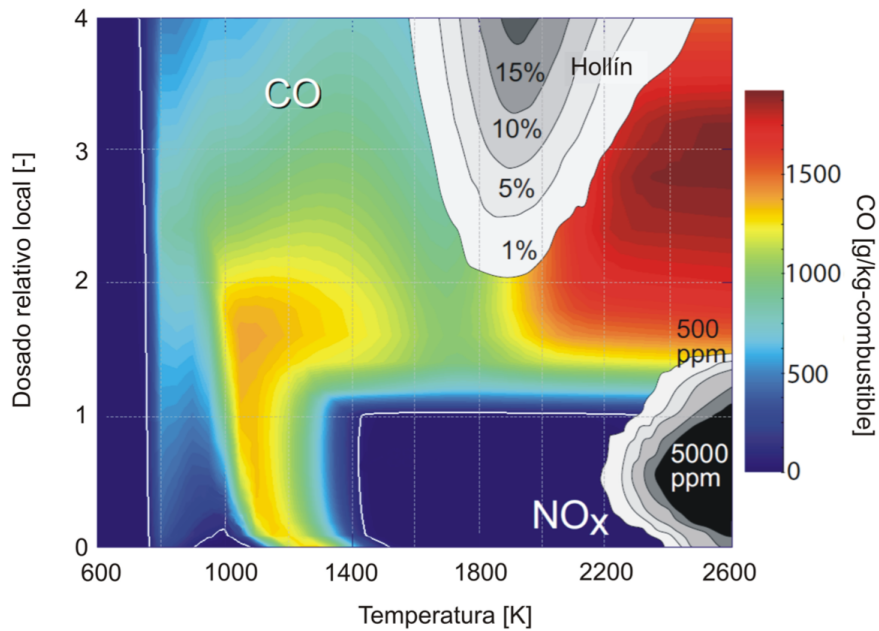 4
3
2
1
0
Dosado relativo local [-]
600
1000
1400
1800
2200
2600
Temperatura [K]
CO
15%
Hollín
10%
5%
1%
500
ppm
5000
ppm
NOx
1500
1000
500
0
CO [g/kg-combustible]